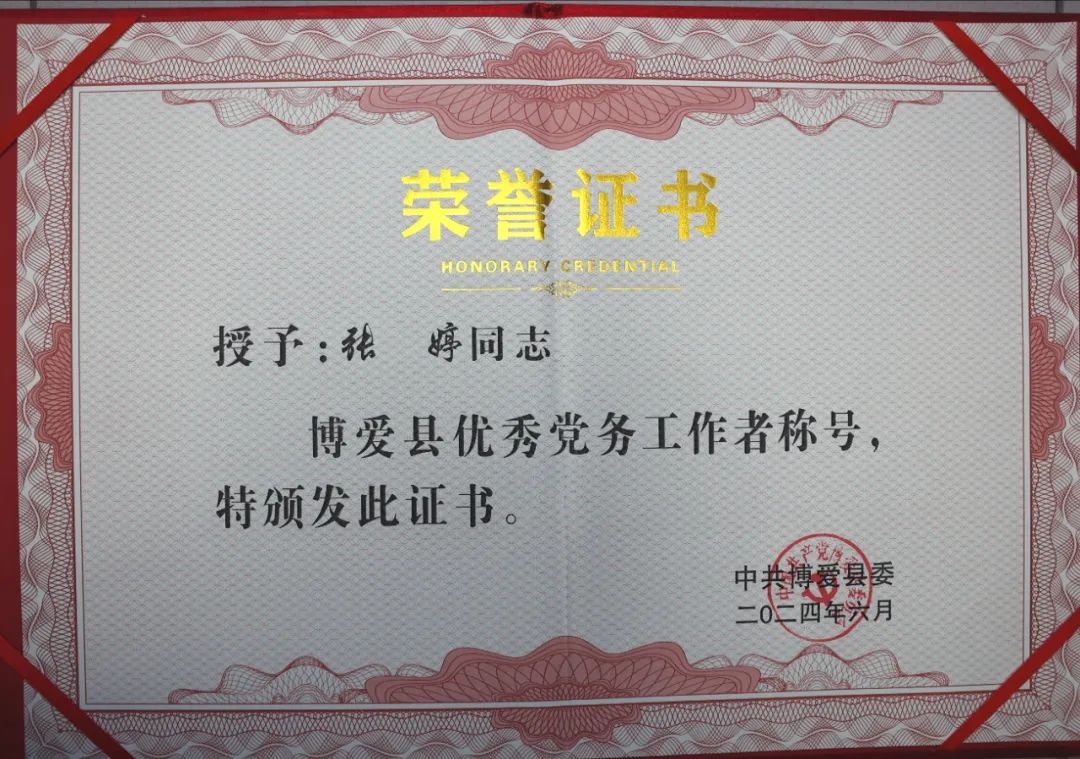 荣誉证书
HONORARY CREDENTIAL
授予:张 婷同志
博爱县优秀党务工作者称号,
特颁发此证书。
中共博爱县委
二〇二四年六月